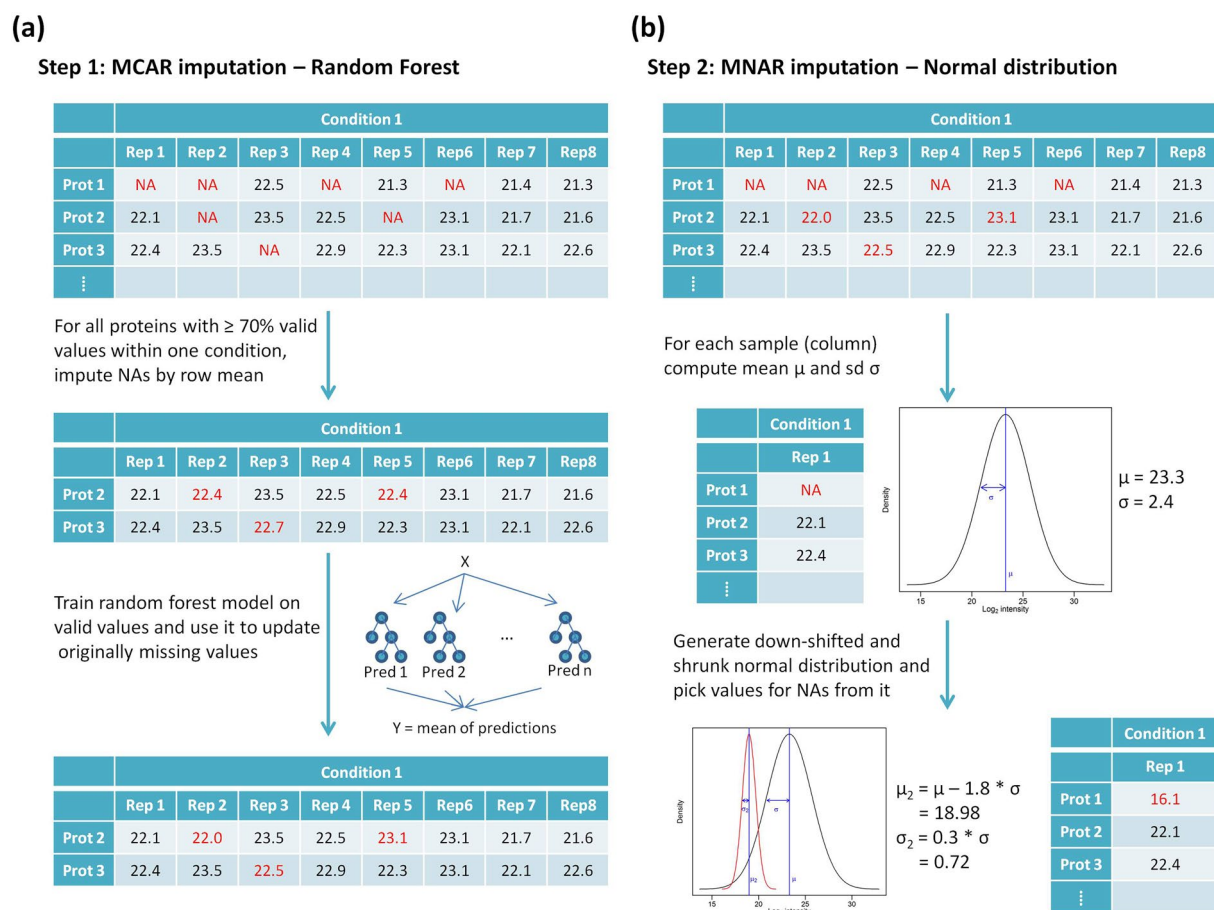 (a)
Step 1: MCAR imputation – Random Forest
Condition 1
Rep 1 Rep 2 Rep 3 Rep 4 Rep 5 Rep6 Rep 7 Rep8
Prot 1 NA NA 22.5 NA 21.3 NA 21.4 21.3
Prot 2 22.1 NA 23.5 22.5 NA 23.1 21.7 21.6
Prot 3 22.4 23.5 NA 22.9 22.3 23.1 22.1 22.6
⋮
For all proteins with ≥ 70% valid
values within one condition,
impute NAs by row mean
Condition 1
Rep 1 Rep 2 Rep 3 Rep 4 Rep 5 Rep6 Rep 7 Rep8
Prot 2 22.1 22.4 23.5 22.5 22.4 23.1 21.7 21.6
Prot 3 22.4 23.5 22.7 22.9 22.3 23.1 22.1 22.6
Train random forest model on
valid values and use it to update
originally missing values
X
...
Pred 1 Pred 2 Pred n
Y = mean of predictions
Condition 1
Rep 1 Rep 2 Rep 3 Rep 4 Rep 5 Rep6 Rep 7 Rep8
Prot 2 22.1 22.0 23.5 22.5 23.1 23.1 21.7 21.6
Prot 3 22.4 23.5 22.5 22.9 22.3 23.1 22.1 22.6
(b)
Step 2: MNAR imputation – Normal distribution
Condition 1
Rep 1 Rep 2 Rep 3 Rep 4 Rep 5 Rep6 Rep 7 Rep8
Prot 1 NA NA 22.5 NA 21.3 NA 21.4 21.3
Prot 2 22.1 22.0 23.5 22.5 23.1 23.1 21.7 21.6
Prot 3 22.4 23.5 22.5 22.9 22.3 23.1 22.1 22.6
⋮
For each sample (column)
compute mean μ and sd σ
Condition 1
Rep 1
Prot 1 NA
Prot 2 22.1
Prot 3 22.4
⋮
Density
σ
μ
15 20 25 30
Log₂ intensity
μ = 23.3
σ = 2.4
Generate down-shifted and
shrunk normal distribution and
pick values for NAs from it
Density
σ₂ σ
μ₂ μ
15 20 25 30
μ₂ = μ – 1.8 * σ
= 18.98
σ₂ = 0.3 * σ
= 0.72
Condition 1
Rep 1
Prot 1 16.1
Prot 2 22.1
Prot 3 22.4
⋮